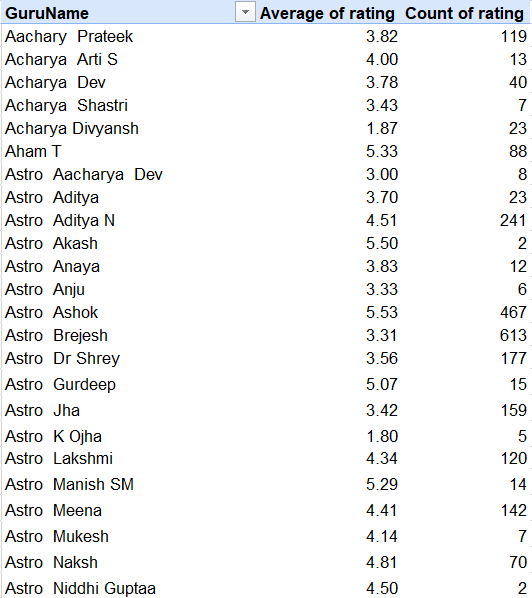 GuruName Average of rating Count of rating
Aachary Prateek 3.82 119
Acharya Arti S 4.00 13
Acharya Dev 3.78 40
Acharya Shastri 3.43 7
Acharya Divyansh 1.87 23
Aham T 5.33 88
Astro Aacharya Dev 3.00 8
Astro Aditya 3.70 23
Astro Aditya N 4.51 241
Astro Akash 5.50 2
Astro Anaya 3.83 12
Astro Anju 3.33 6
Astro Ashok 5.53 467
Astro Brejesh 3.31 613
Astro Dr Shrey 3.56 177
Astro Gurdeep 5.07 15
Astro Jha 3.42 159
Astro K Ojha 1.80 5
Astro Lakshmi 4.34 120
Astro Manish SM 5.29 14
Astro Meena 4.41 142
Astro Mukesh 4.14 7
Astro Naksh 4.81 70
Astro Niddhi Guptaa 4.50 2